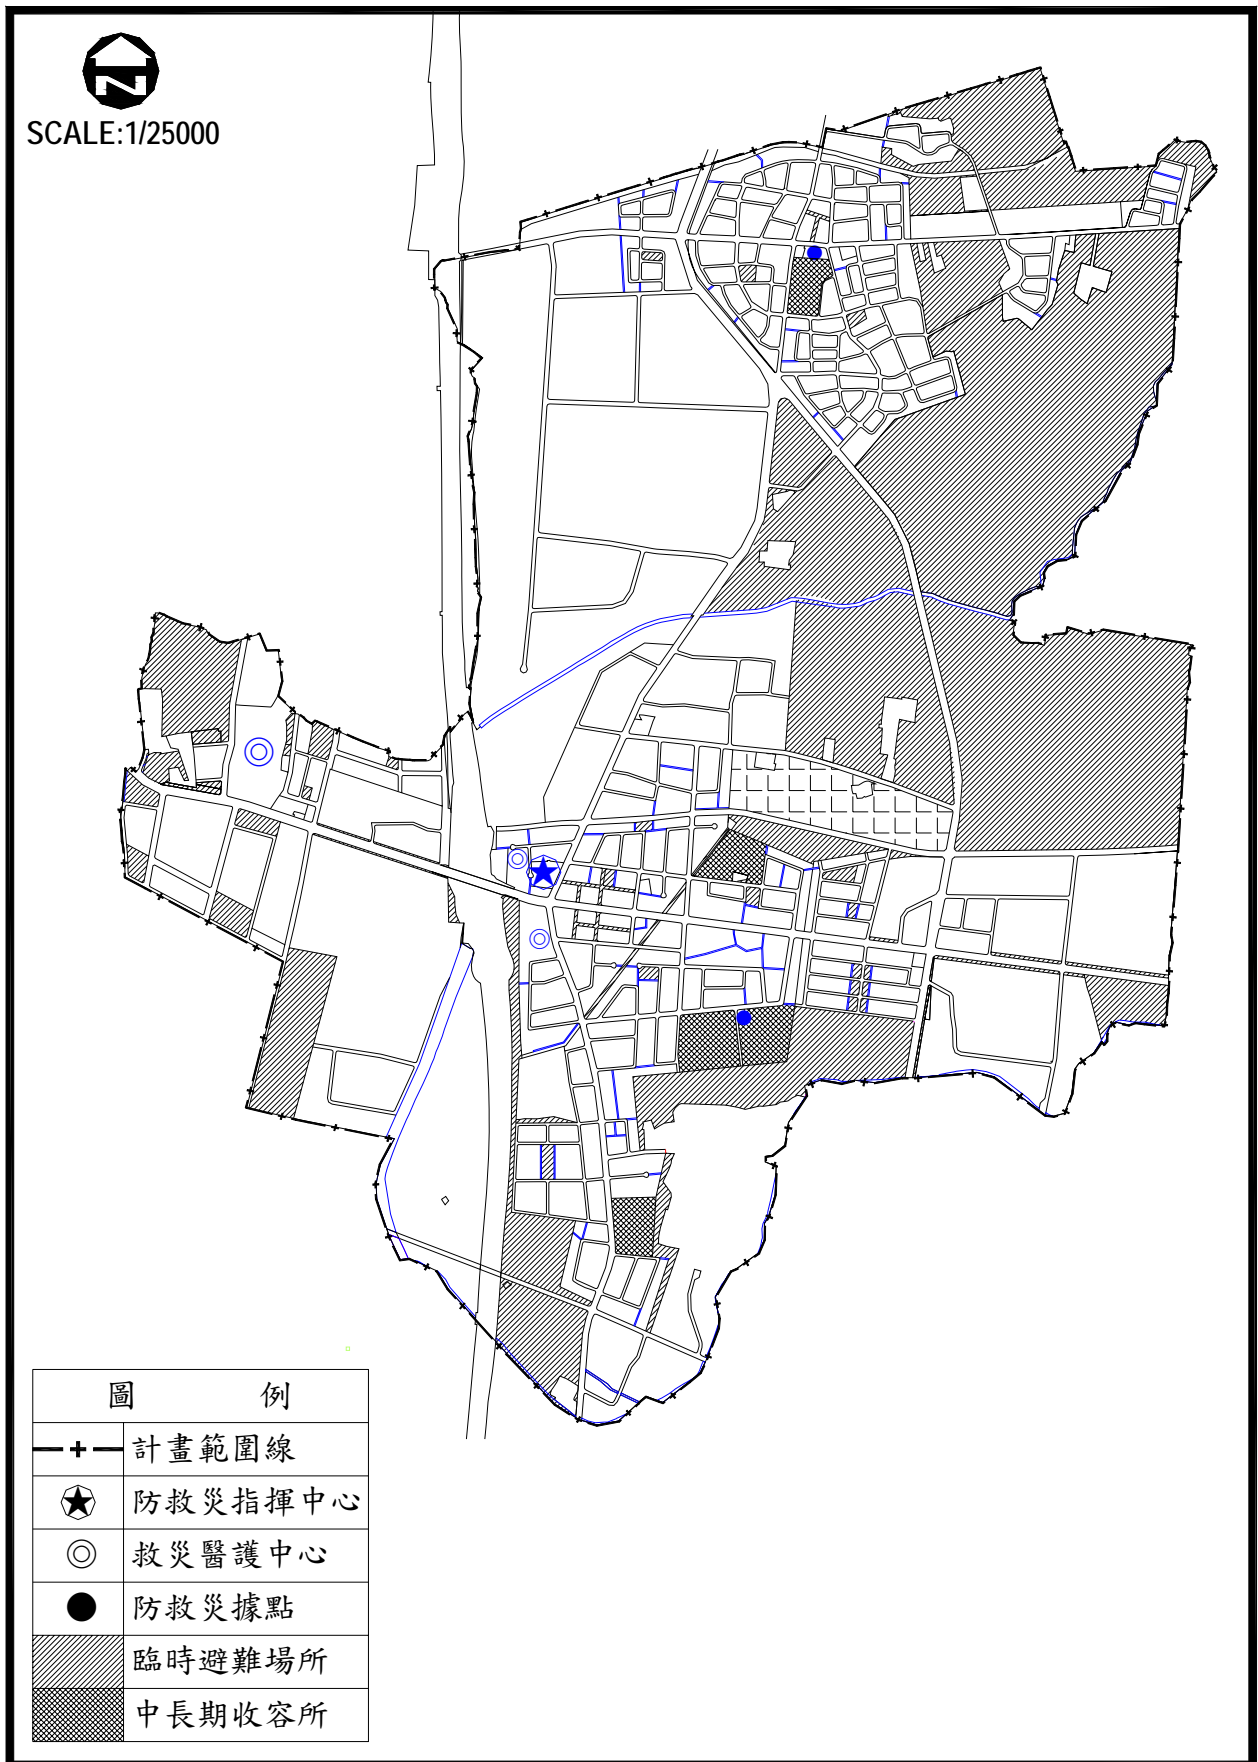 N
SCALE:1/25000
圖 例
計畫範圍線
防救災指揮中心
救災醫護中心
防救災據點
臨時避難場所
中長期收容所